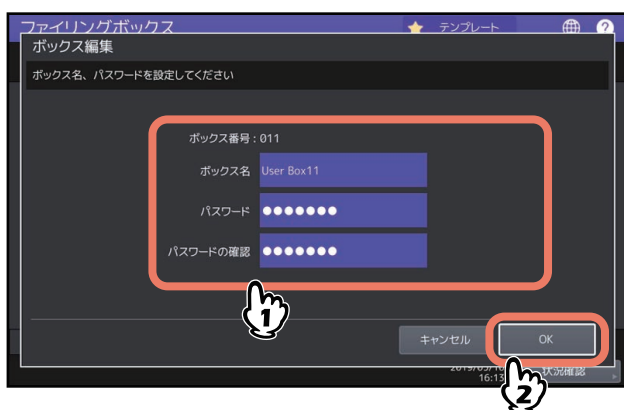 ファイリングボックス
テンプレート
?
ボックス編集
ボックス名、パスワードを設定してください
ボックス番号 : 011
ボックス名 User Box11
パスワード ●●●●●●●
パスワードの確認 ●●●●●●●
1
キャンセル
OK
2
状況確認
16:13